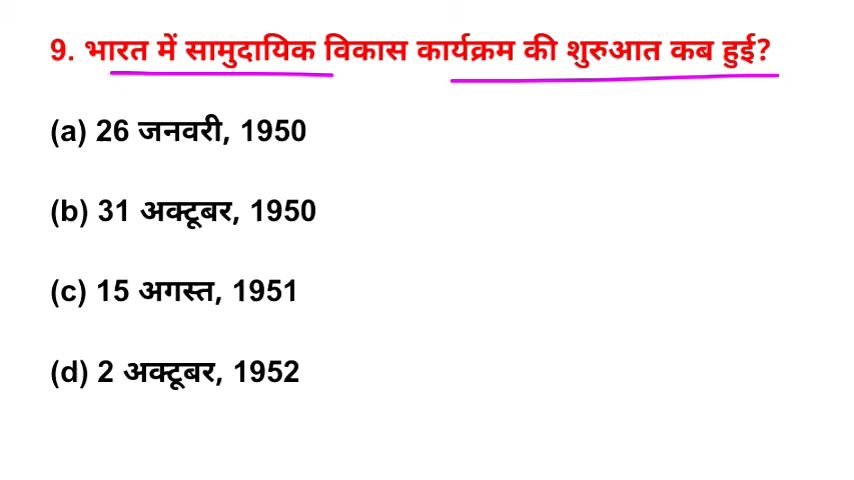 9. भारत में सामुदायिक विकास कार्यक्रम की शुरुआत कब हुई?
(a) 26 जनवरी, 1950
(b) 31 अक्टूबर, 1950
(c) 15 अगस्त, 1951
(d) 2 अक्टूबर, 1952